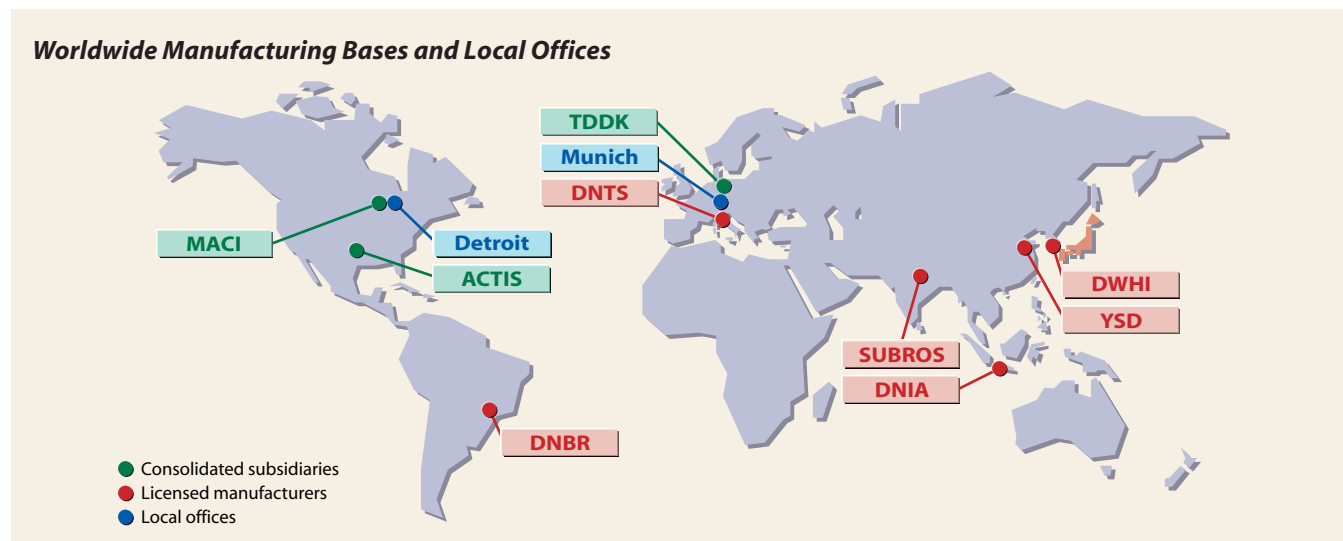 Worldwide Manufacturing Bases and Local Offices
TDDK
Munich
DNTS
MACI
Detroit
ACTIS
DWHI
YSD
SUBROS
DNIA
DNBR
Consolidated subsidiaries
Licensed manufacturers
Local offices